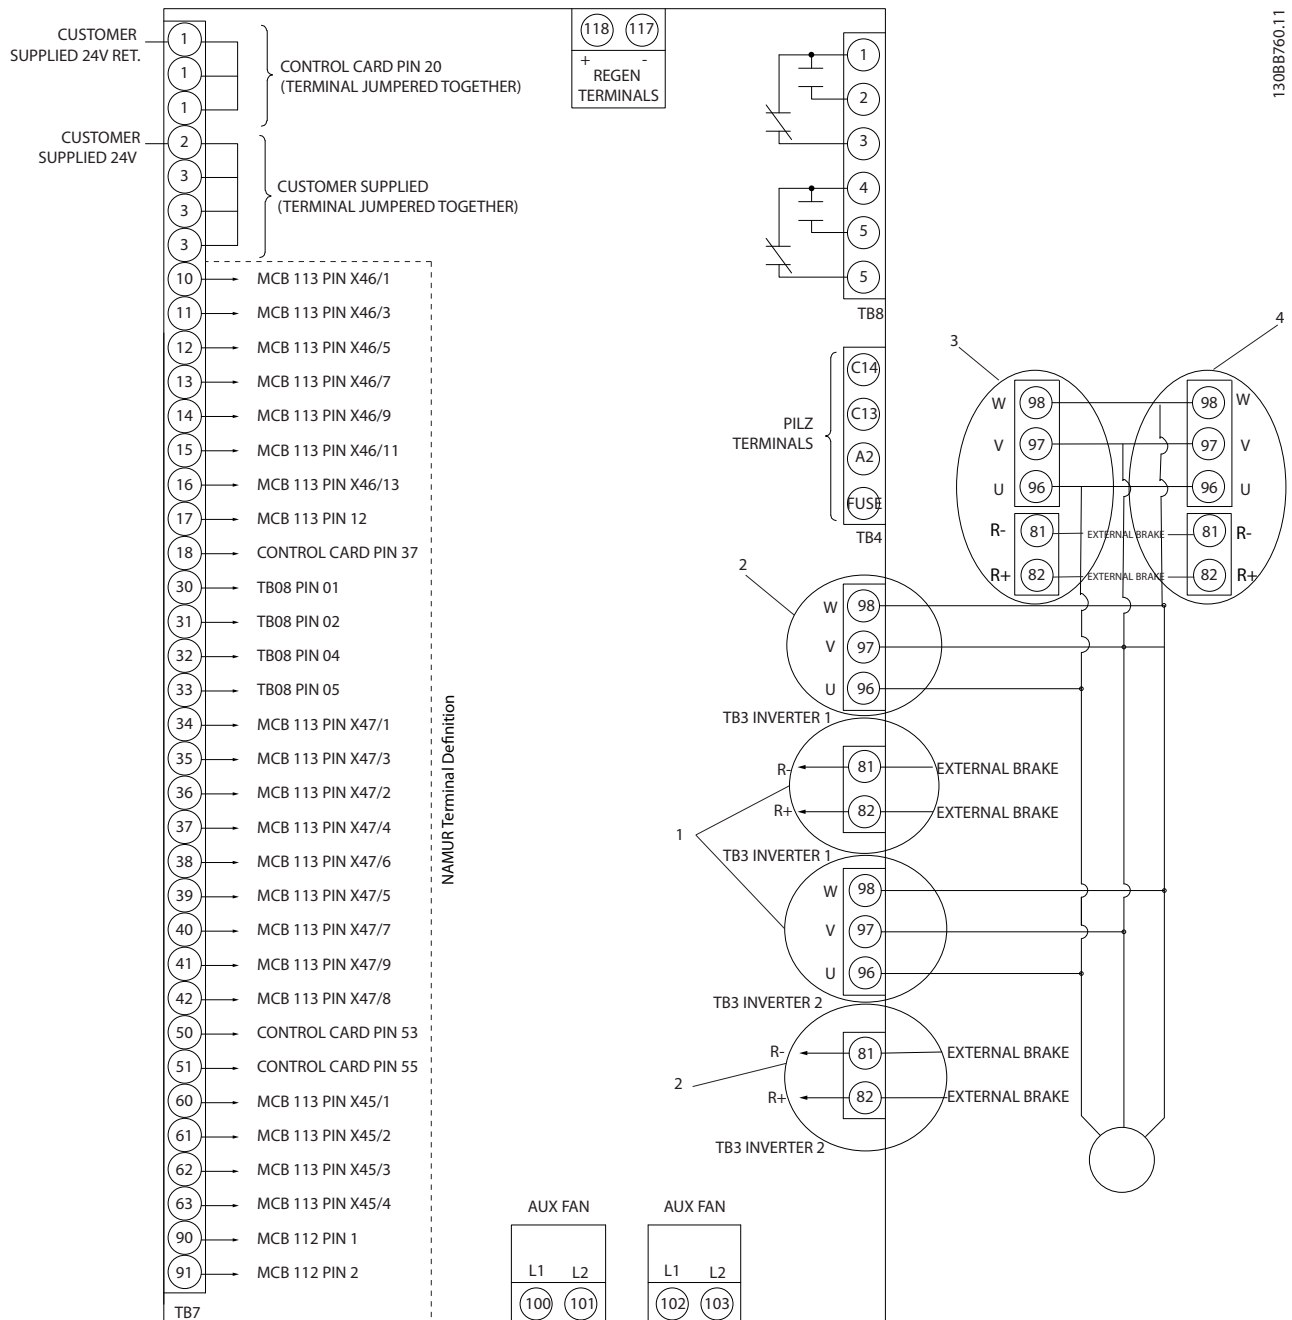 CUSTOMER
SUPPLIED 24V RET.
1
1
1
CONTROL CARD PIN 20
(TERMINAL JUMPERED TOGETHER)
CUSTOMER
SUPPLIED 24V
2
3
3
3
CUSTOMER SUPPLIED
(TERMINAL JUMPERED TOGETHER)
10 MCB 113 PIN X46/1
11 MCB 113 PIN X46/3
12 MCB 113 PIN X46/5
13 MCB 113 PIN X46/7
14 MCB 113 PIN X46/9
15 MCB 113 PIN X46/11
16 MCB 113 PIN X46/13
17 MCB 113 PIN 12
18 CONTROL CARD PIN 37
30 TB08 PIN 01
31 TB08 PIN 02
32 TB08 PIN 04
33 TB08 PIN 05
34 MCB 113 PIN X47/1
35 MCB 113 PIN X47/3
36 MCB 113 PIN X47/2
37 MCB 113 PIN X47/4
38 MCB 113 PIN X47/6
39 MCB 113 PIN X47/5
40 MCB 113 PIN X47/7
41 MCB 113 PIN X47/9
42 MCB 113 PIN X47/8
50 CONTROL CARD PIN 53
51 CONTROL CARD PIN 55
60 MCB 113 PIN X45/1
61 MCB 113 PIN X45/2
62 MCB 113 PIN X45/3
63 MCB 113 PIN X45/4
90 MCB 112 PIN 1
91 MCB 112 PIN 2
TB7
NAMUR Terminal Definition
118 117
+ -
REGEN
TERMINALS
1
2
3
4
5
5
TB8
PILZ
TERMINALS
C14
C13
A2
FUSE
TB4
2
W 98
V 97
U 96
TB3 INVERTER 1
R- 81 EXTERNAL BRAKE
R+ 82 EXTERNAL BRAKE
1
TB3 INVERTER 1
W 98
V 97
U 96
TB3 INVERTER 2
R- 81 EXTERNAL BRAKE
2
R+ 82 EXTERNAL BRAKE
TB3 INVERTER 2
AUX FAN
L1 L2
100 101
AUX FAN
L1 L2
102 103
3
4
W 98 98 W
V 97 97 V
U 96 96 U
R- 81 EXTERNAL BRAKE 81 R-
R+ 82 EXTERNAL BRAKE 82 R+
130BB760.11